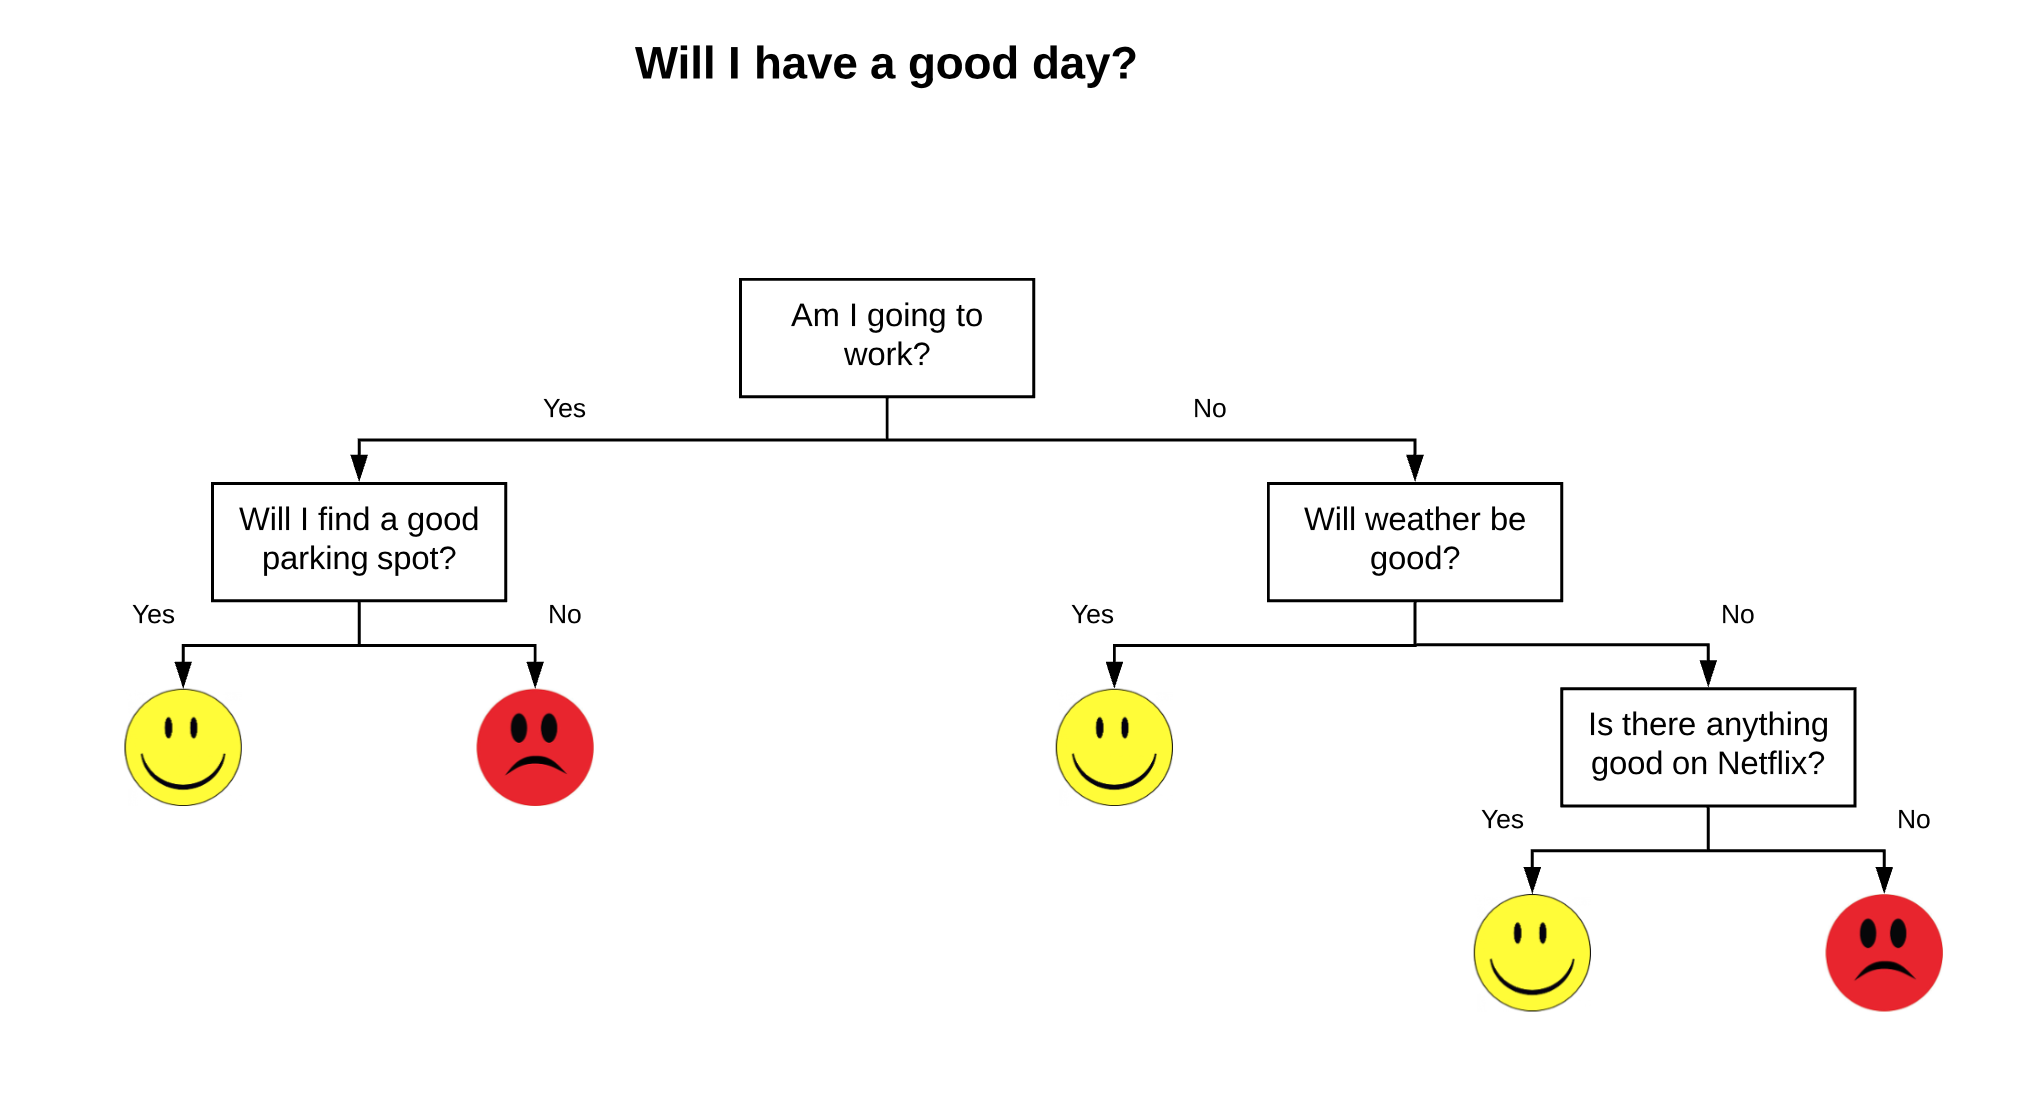 Will I have a good day?
Am I going to
work?
Yes
No
Will I find a good
parking spot?
Will weather be
good?
Yes
No
Yes
No
Is there anything
good on Netflix?
Yes
No